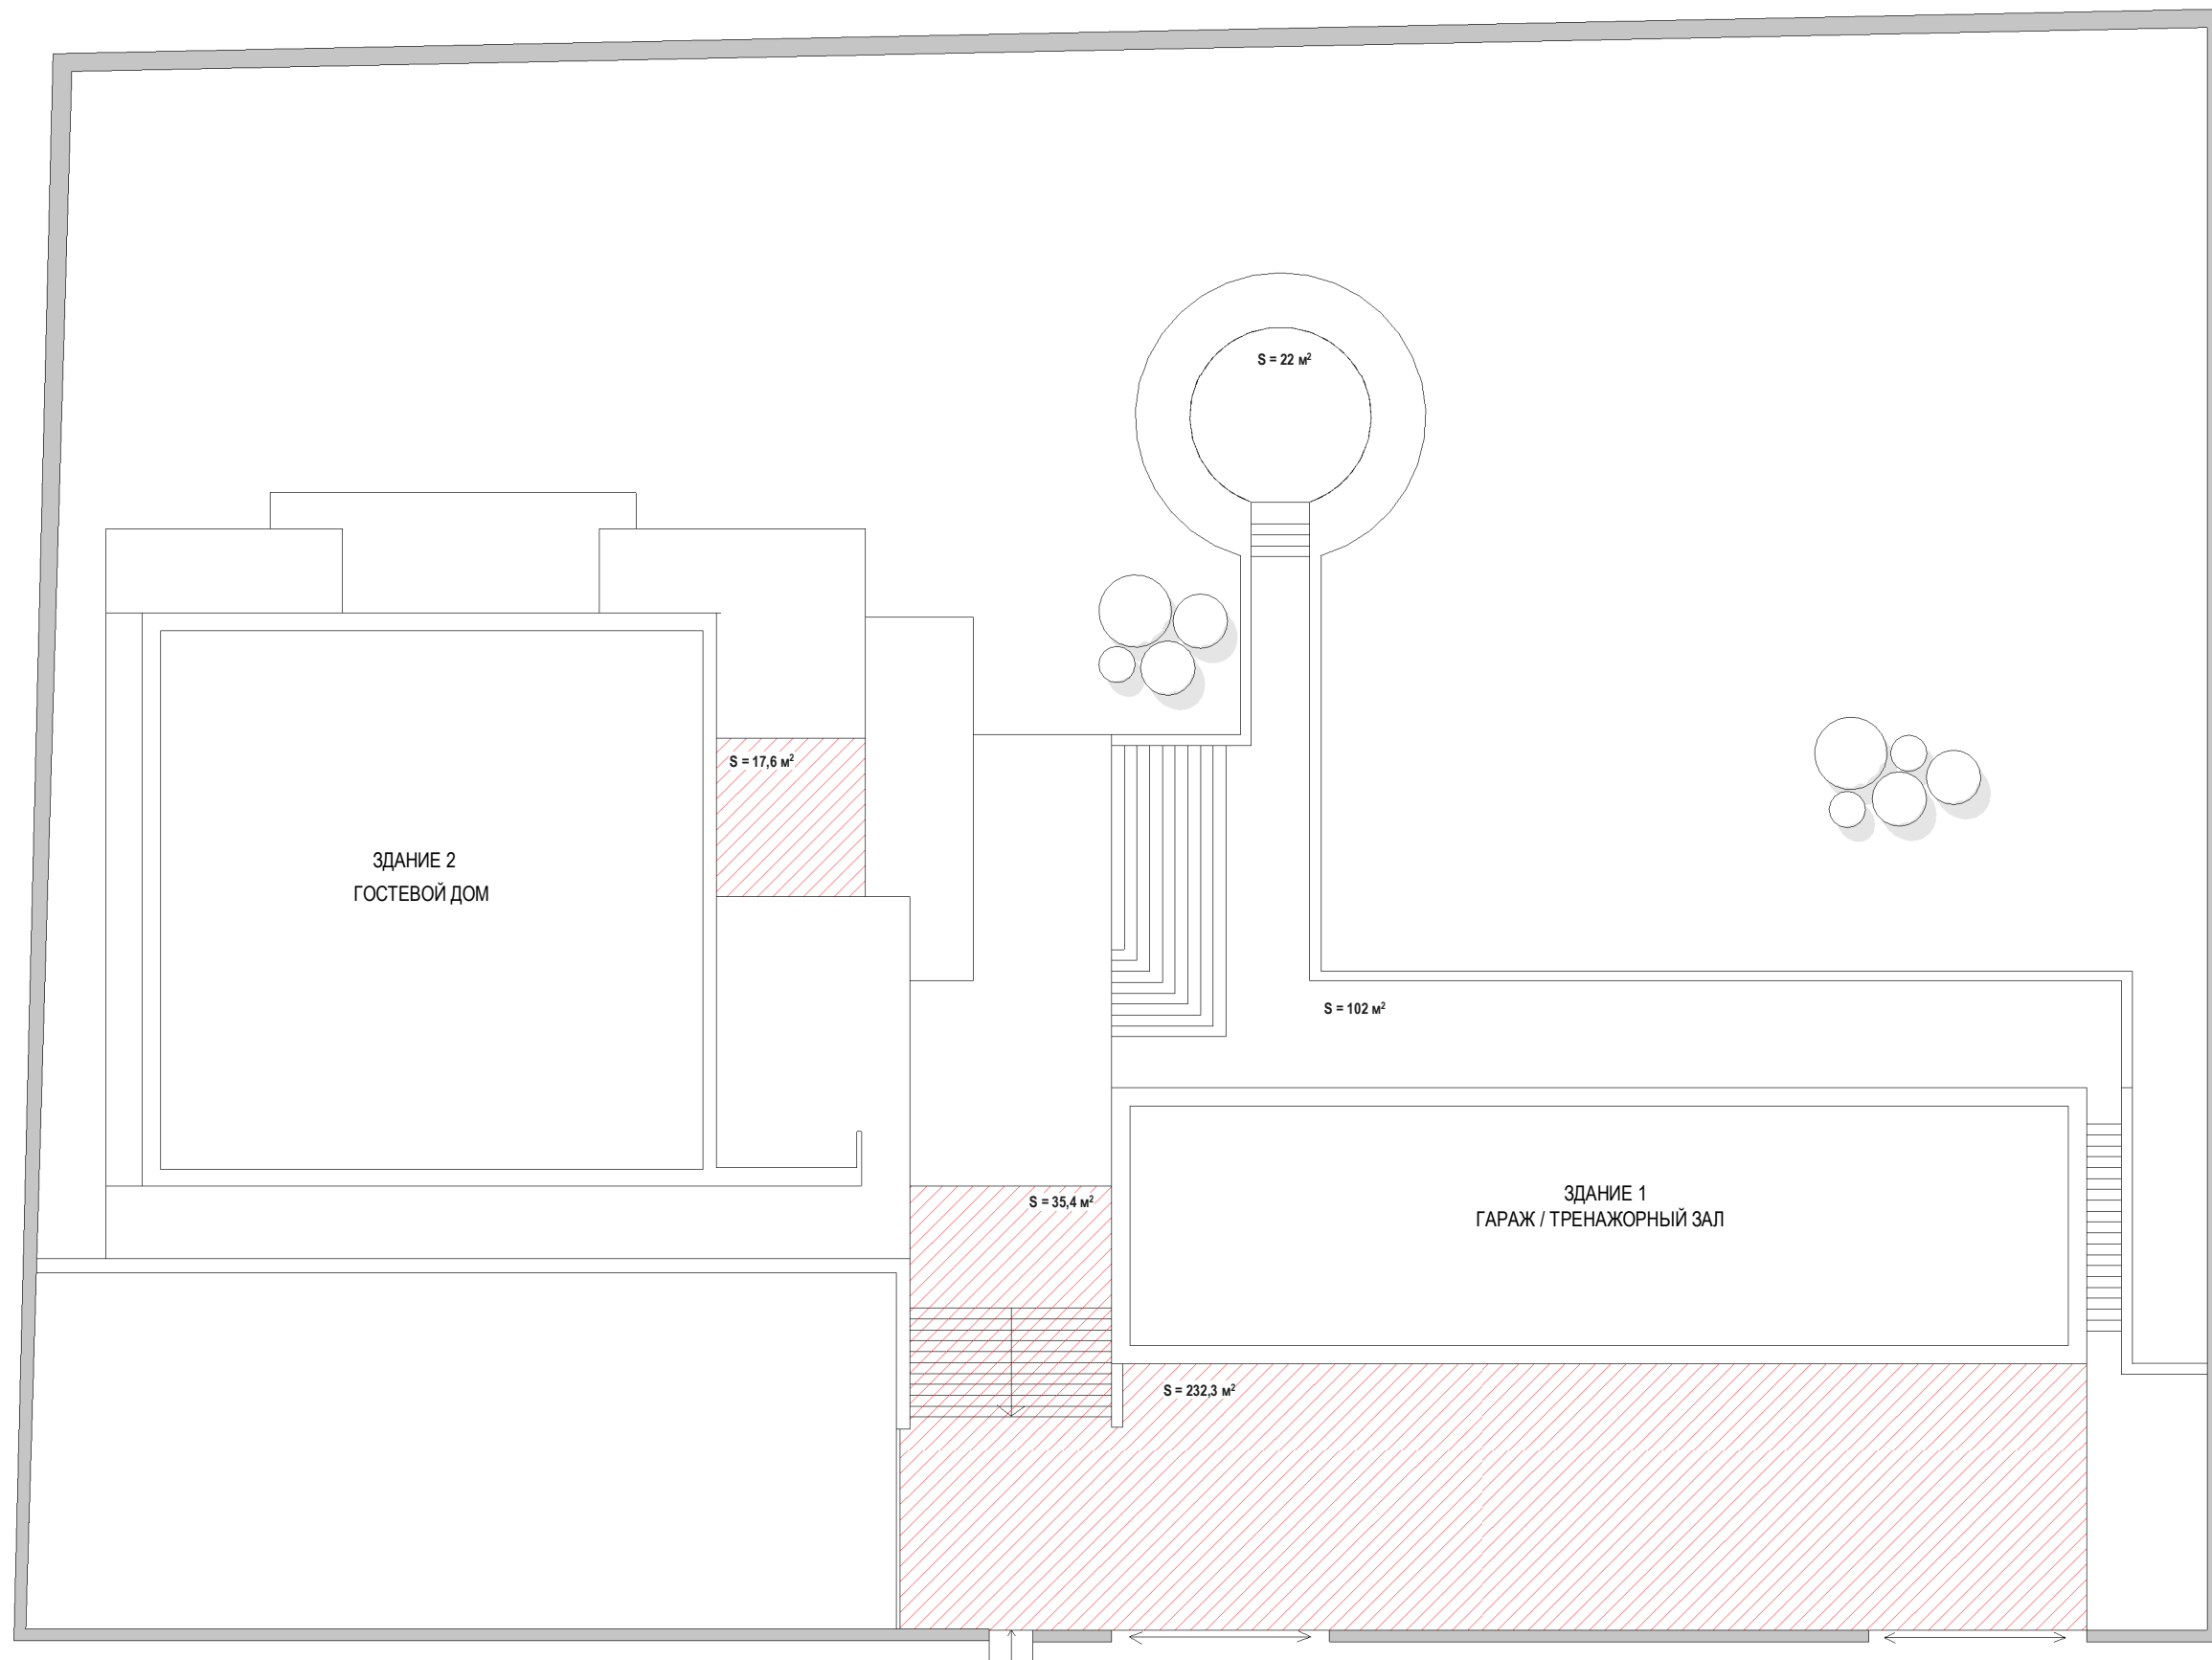 S = 22 м²
S = 17,6 м²
ЗДАНИЕ 2
ГОСТЕВОЙ ДОМ
S = 102 м²
S = 35,4 м²
ЗДАНИЕ 1
ГАРАЖ / ТРЕНАЖОРНЫЙ ЗАЛ
S = 232,3 м²